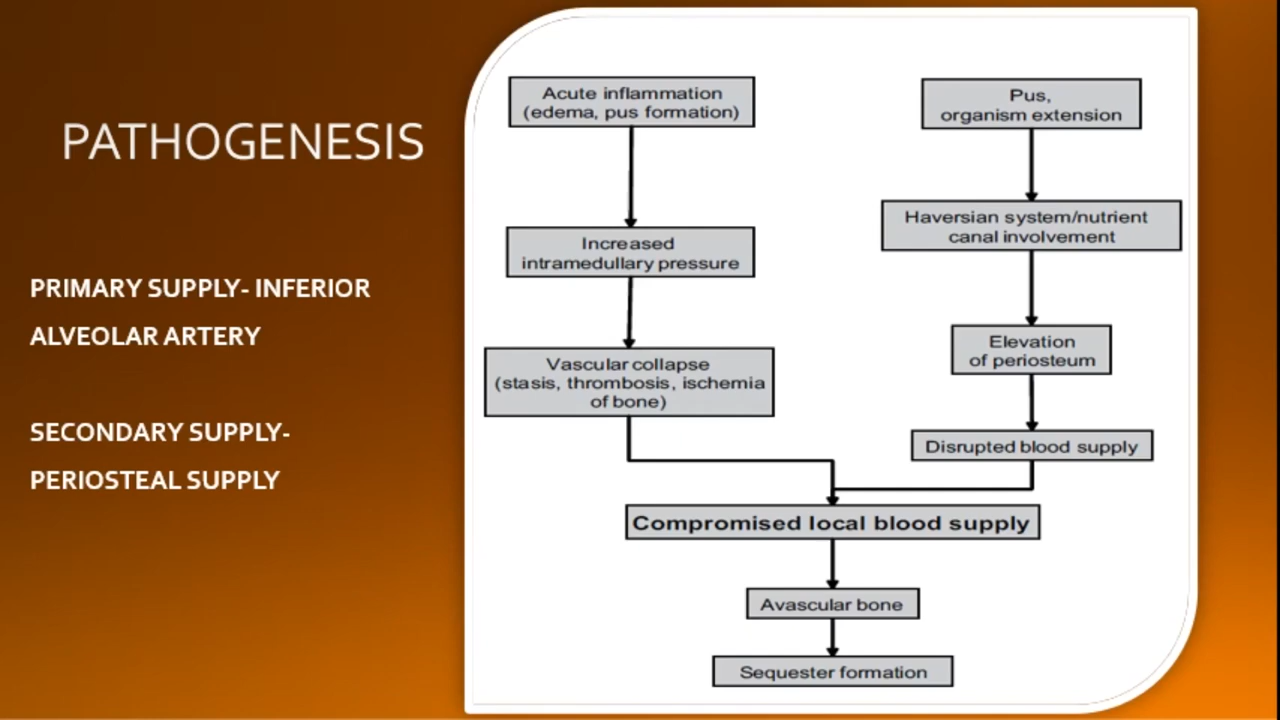 PATHOGENESIS
PRIMARY SUPPLY- INFERIOR
ALVEOLAR ARTERY
SECONDARY SUPPLY-
PERIOSTEAL SUPPLY
Acute inflammation
(edema, pus formation)
Increased
intramedullary pressure
Vascular collapse
(stasis, thrombosis, ischemia
of bone)
Pus,
organism extension
Haversian system/nutrient
canal involvement
Elevation
of periosteum
Disrupted blood supply
Compromised local blood supply
Avascular bone
Sequester formation